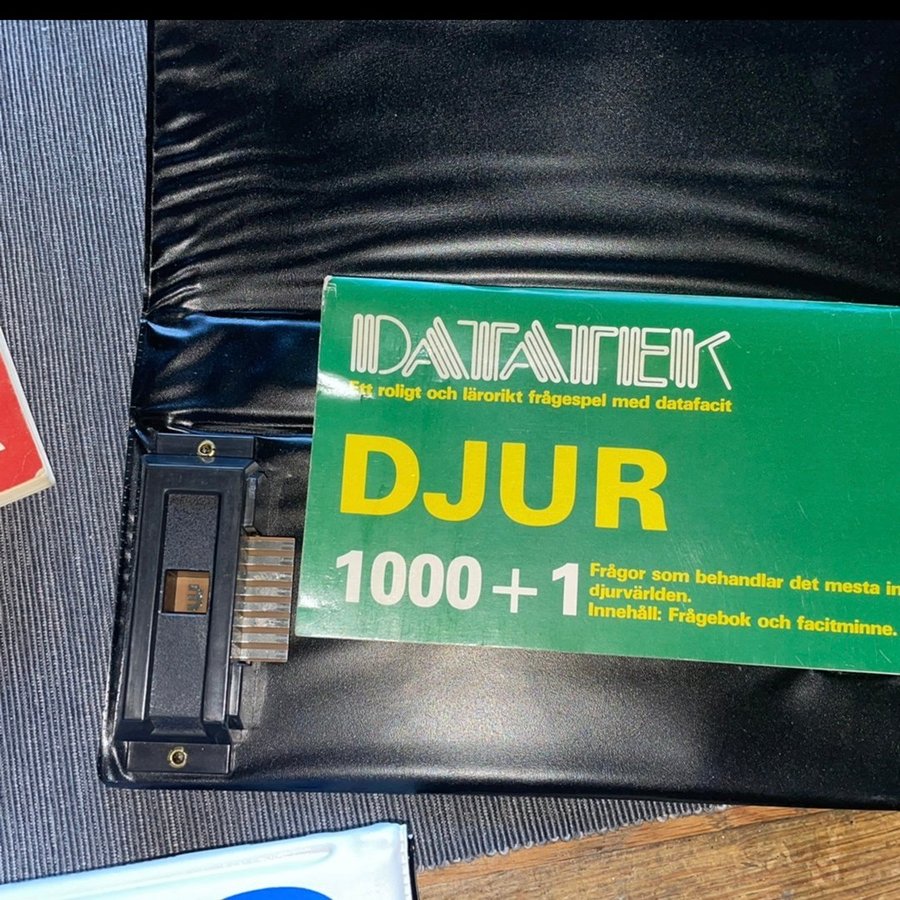 DATATEK
Ett roligt och lärorikt frågespel med datafacit
DJUR
1000+1
Frågor som behandlar det mesta in
djurvärlden.
Innehåll: Frågebok och facitminne.